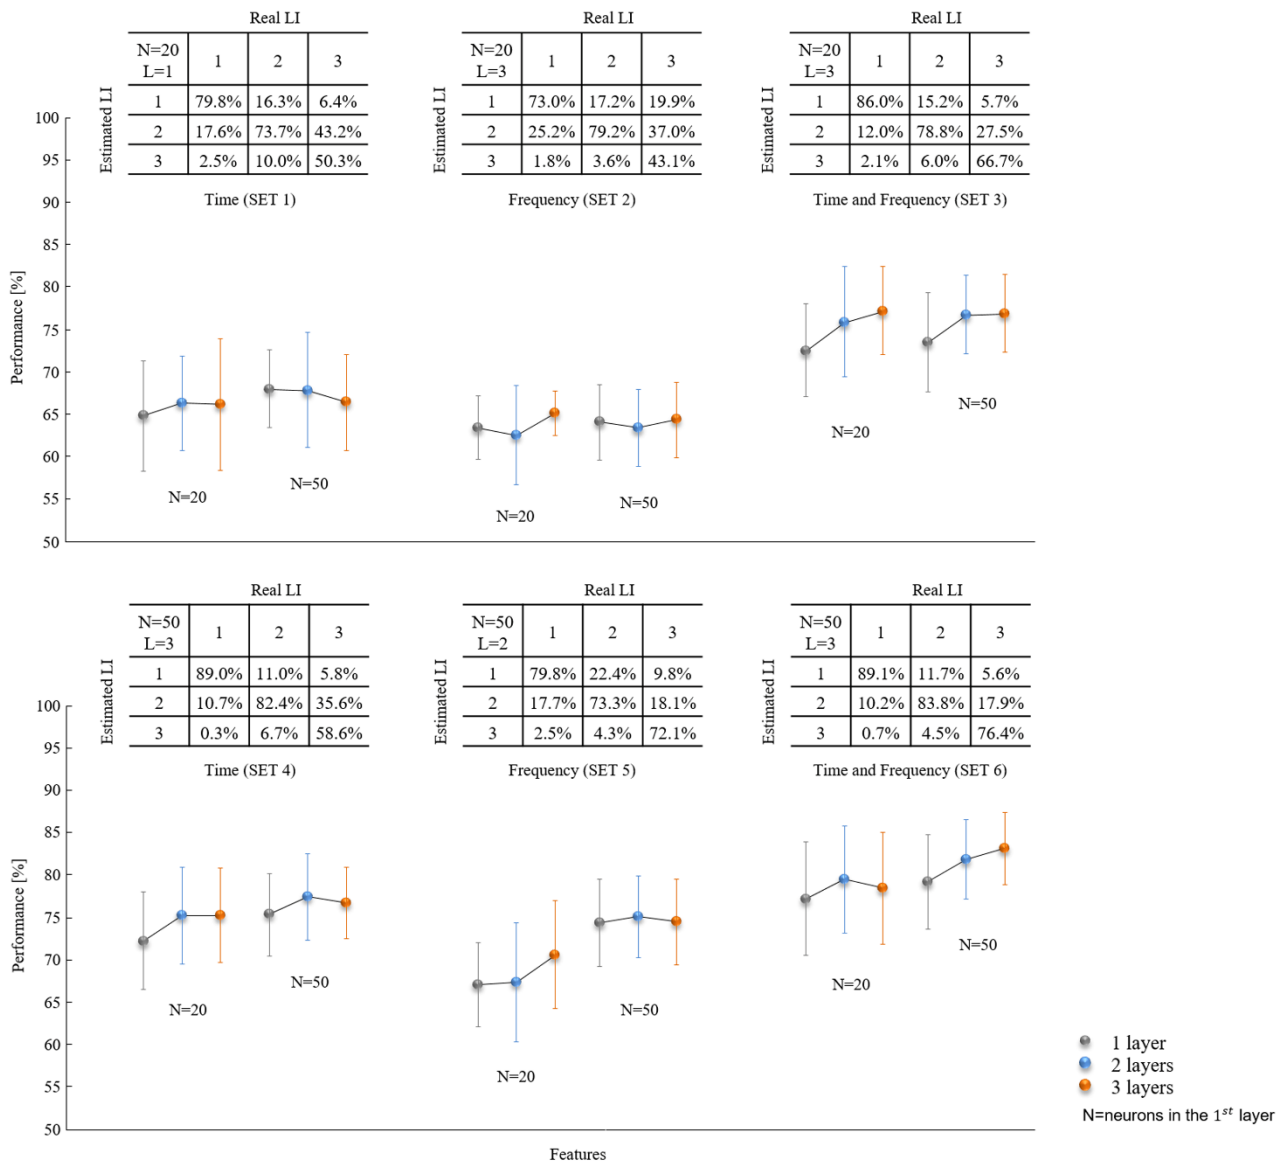 Real LI
Real LI
Real LI
N=20
L=1
1 2 3
1 79.8% 16.3% 6.4%
2 17.6% 73.7% 43.2%
3 2.5% 10.0% 50.3%
Estimated LI
Time (SET 1)
N=20
L=3
1 2 3
1 73.0% 17.2% 19.9%
2 25.2% 79.2% 37.0%
3 1.8% 3.6% 43.1%
Estimated LI
Frequency (SET 2)
N=20
L=3
1 2 3
1 86.0% 15.2% 5.7%
2 12.0% 78.8% 27.5%
3 2.1% 6.0% 66.7%
Estimated LI
Time and Frequency (SET 3)
Performance [%]
100
95
90
85
80
75
70
65
60
55
50
N=20
N=50
N=20
N=50
N=20
N=50
Real LI
Real LI
Real LI
N=50
L=3
1 2 3
1 89.0% 11.0% 5.8%
2 10.7% 82.4% 35.6%
3 0.3% 6.7% 58.6%
Estimated LI
Time (SET 4)
N=50
L=2
1 2 3
1 79.8% 22.4% 9.8%
2 17.7% 73.3% 18.1%
3 2.5% 4.3% 72.1%
Estimated LI
Frequency (SET 5)
N=50
L=3
1 2 3
1 89.1% 11.7% 5.6%
2 10.2% 83.8% 17.9%
3 0.7% 4.5% 76.4%
Estimated LI
Time and Frequency (SET 6)
Performance [%]
100
95
90
85
80
75
70
65
60
55
50
N=20
N=50
N=20
N=50
N=20
N=50
Features
1 layer
2 layers
3 layers
N=neurons in the 1st layer